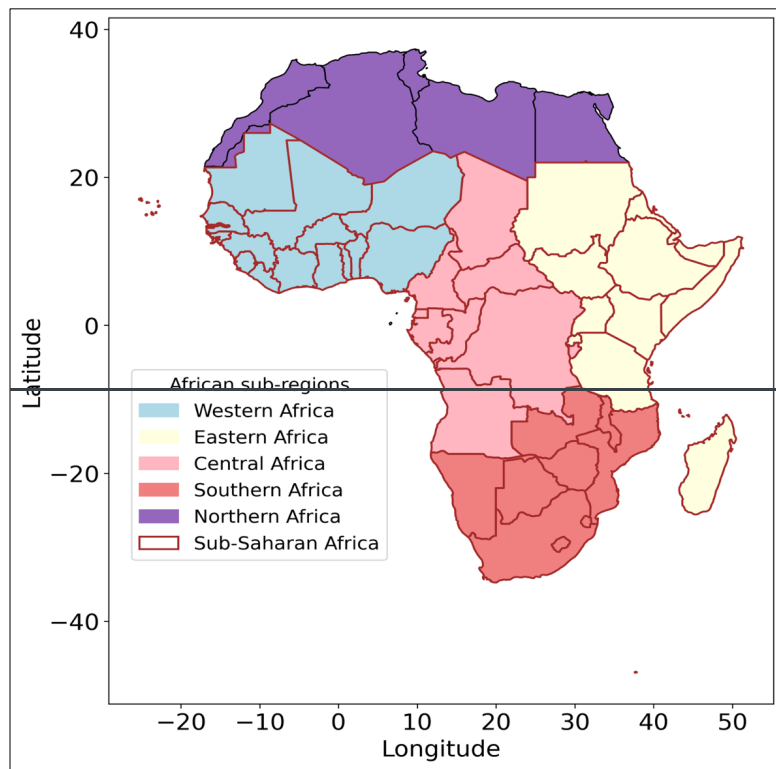 40
20
0
−20
−40
Latitude
African sub-regions
Western Africa
Eastern Africa
Central Africa
Southern Africa
Northern Africa
Sub-Saharan Africa
−20 −10 0 10 20 30 40 50
Longitude